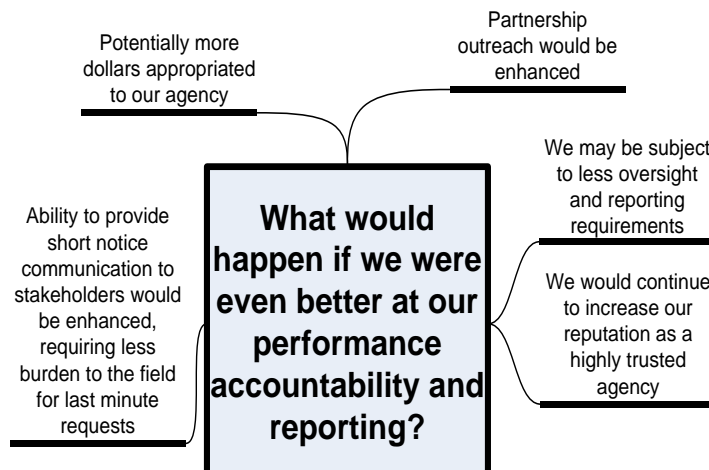 Potentially more
dollars appropriated
to our agency
Partnership
outreach would be
enhanced
We may be subject
to less oversight
and reporting
requirements
Ability to provide
short notice
communication to
stakeholders would
be enhanced,
requiring less
burden to the field
for last minute
requests
What would
happen if we were
even better at our
performance
accountability and
reporting?
We would continue
to increase our
reputation as a
highly trusted
agency